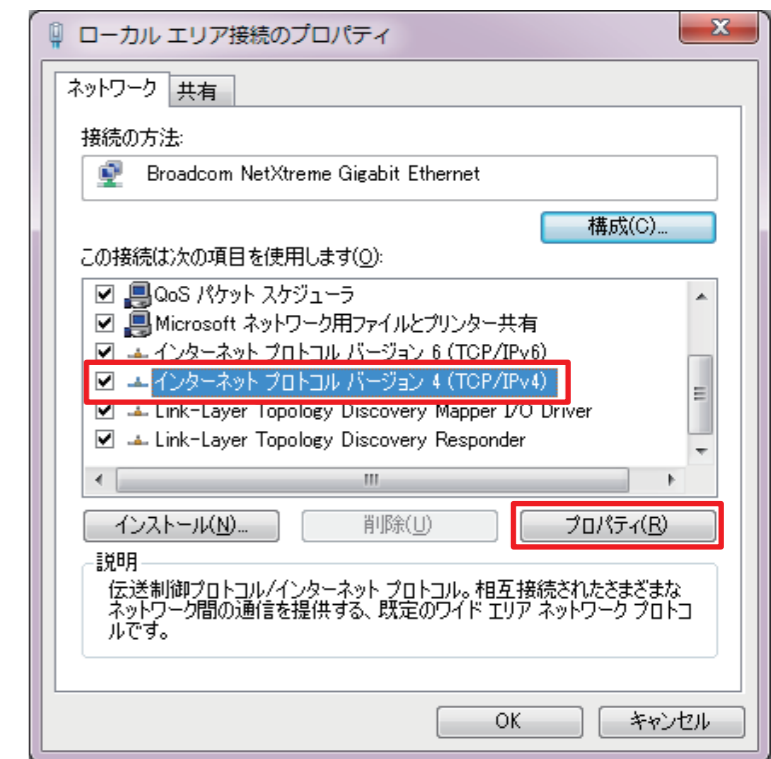 ローカル エリア接続のプロパティ
ネットワーク 共有
接続の方法:
Broadcom NetXtreme Gigabit Ethernet
構成(C)...
この接続は次の項目を使用します(O):
QoS パケット スケジューラ
Microsoft ネットワーク用ファイルとプリンター共有
インターネット プロトコル バージョン 6 (TCP/IPv6)
インターネット プロトコル バージョン 4 (TCP/IPv4)
Link-Layer Topology Discovery Mapper I/O Driver
Link-Layer Topology Discovery Responder
インストール(N)... 削除(U) プロパティ(R)
説明
伝送制御プロトコル/インターネット プロトコル。相互接続されたさまざまな
ネットワーク間の通信を提供する、既定のワイド エリア ネットワーク プロトコ
ルです。
OK キャンセル